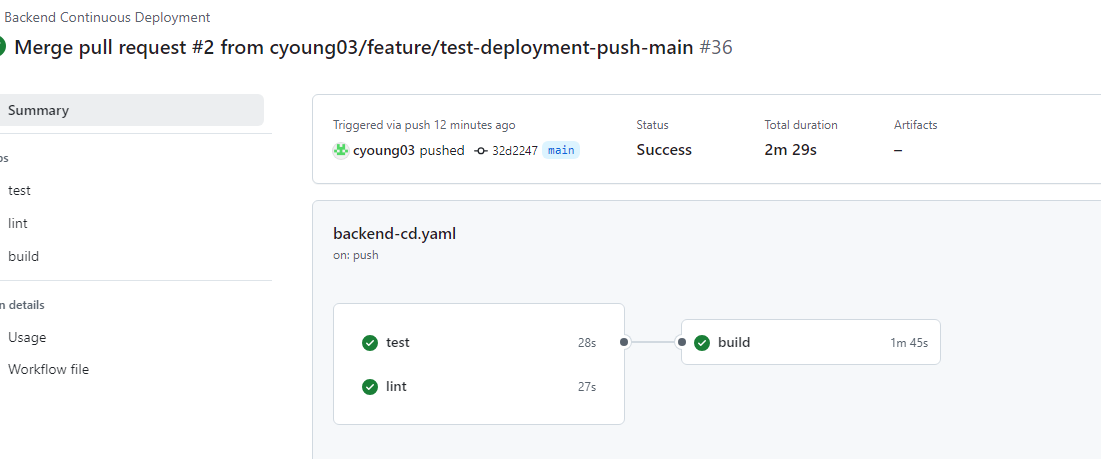 Backend Continuous Deployment
Merge pull request #2 from cyoung03/feature/test-deployment-push-main #36
Summary
test
lint
build
Usage
Workflow file
Triggered via push 12 minutes ago
cyoung03 pushed 32d2247 main
Status
Success
Total duration
2m 29s
Artifacts
–
backend-cd.yaml
on: push
test 28s
lint 27s
build 1m 45s
details